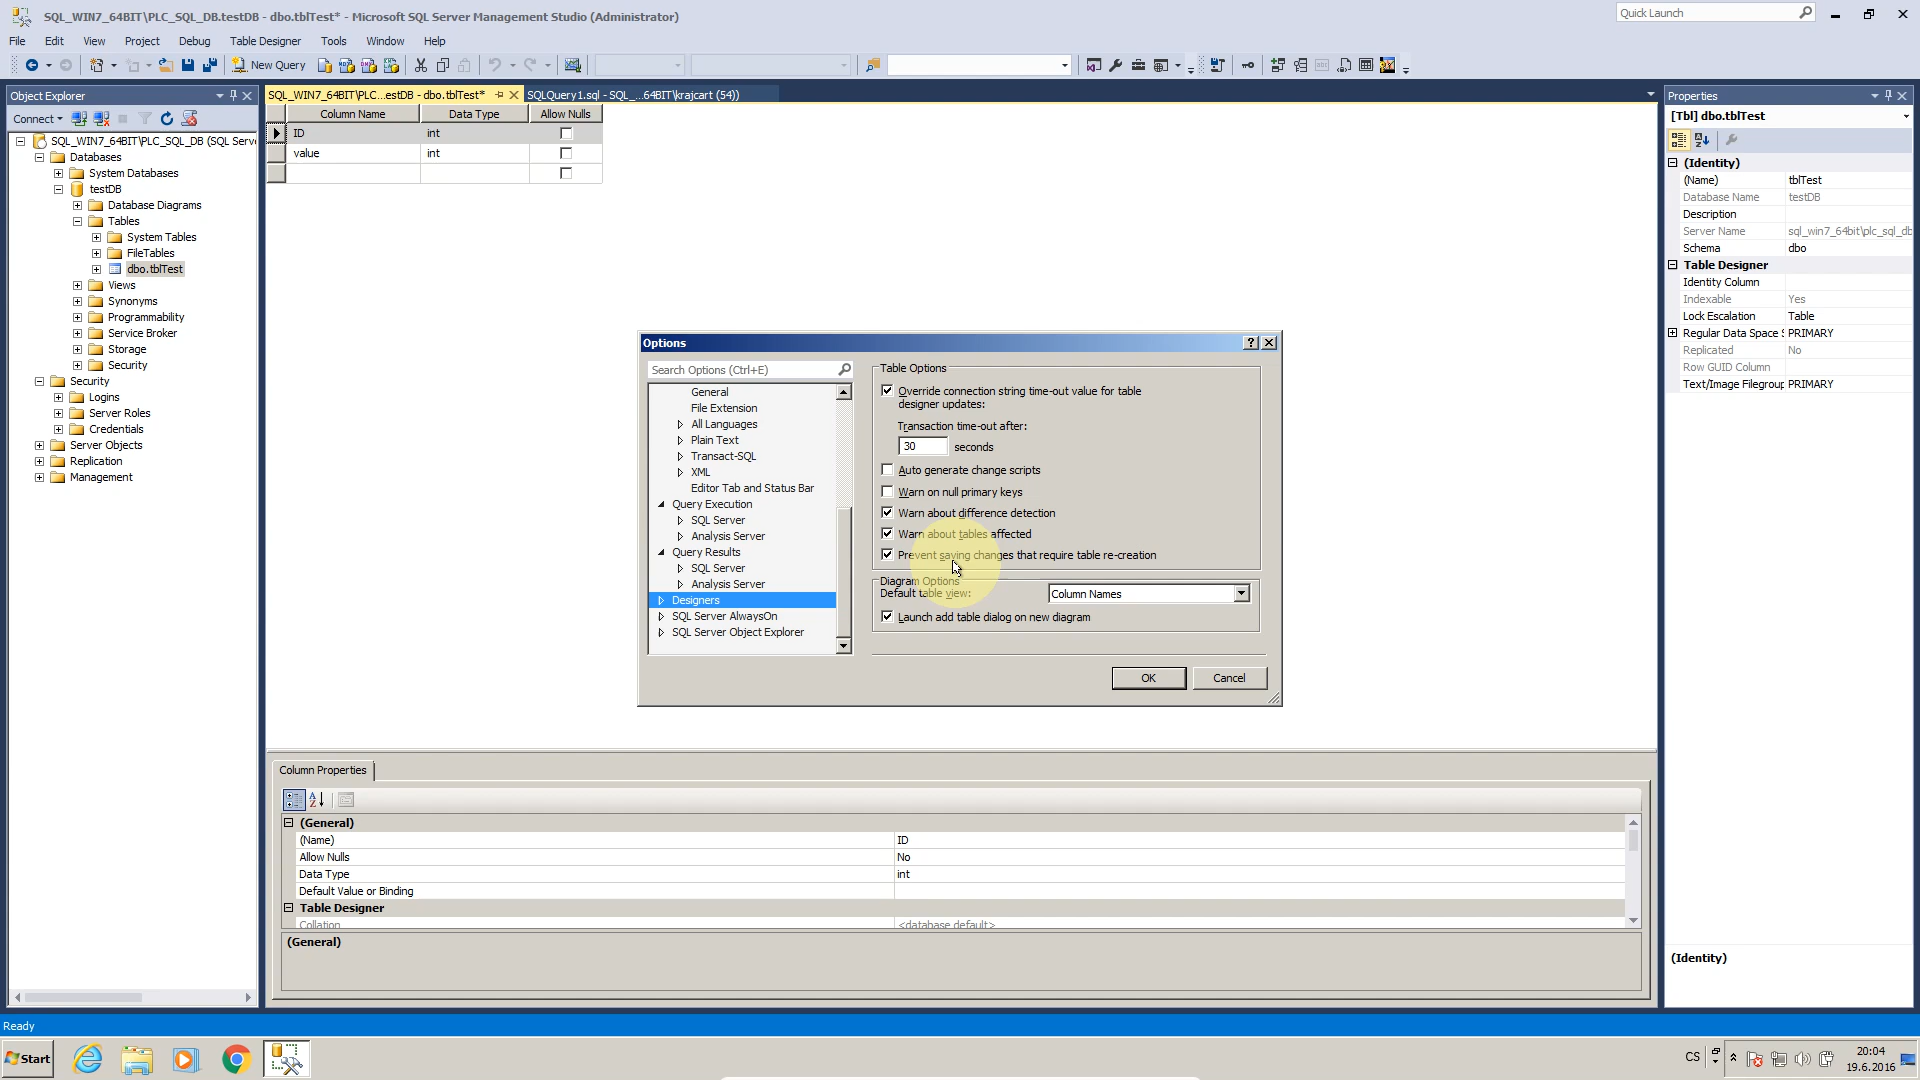 SQL_WIN7_64BIT\PLC_SQL_DB.testDB - dbo.tblTest* - Microsoft SQL Server Management Studio (Administrator)
Quick Launch
File Edit View Project Debug Table Designer Tools Window Help
New Query
Object Explorer
SQL_WIN7_64BIT\PLC...estDB - dbo.tblTest*
SQLQuery1.sql - SQL_...64BIT\krajcart (54))
Properties
Connect
Column Name Data Type Allow Nulls
[Tbl] dbo.tblTest
ID int
value int
SQL_WIN7_64BIT\PLC_SQL_DB (SQL Serve
Databases
System Databases
testDB
Database Diagrams
Tables
System Tables
FileTables
dbo.tblTest
Views
Synonyms
Programmability
Service Broker
Storage
Security
Security
Logins
Server Roles
Credentials
Server Objects
Replication
Management
(Identity)
(Name) tblTest
Database Name testDB
Description
Server Name sql_win7_64bit\plc_sql_db
Schema dbo
Table Designer
Identity Column
Indexable Yes
Lock Escalation Table
Regular Data Space S PRIMARY
Replicated No
Row GUID Column
Text/Image Filegroup PRIMARY
(Identity)
Options
Search Options (Ctrl+E)
General
File Extension
All Languages
Plain Text
Transact-SQL
XML
Editor Tab and Status Bar
Query Execution
SQL Server
Analysis Server
Query Results
SQL Server
Analysis Server
Designers
SQL Server AlwaysOn
SQL Server Object Explorer
Table Options
Override connection string time-out value for table
designer updates:
Transaction time-out after:
30 seconds
Auto generate change scripts
Warn on null primary keys
Warn about difference detection
Warn about tables affected
Prevent saving changes that require table re-creation
Diagram Options
Default table view: Column Names
Launch add table dialog on new diagram
OK Cancel
Column Properties
(General)
(Name) ID
Allow Nulls No
Data Type int
Default Value or Binding
Table Designer
Collation <database default>
(General)
Ready
Start
CS
20:04
19.6.2016